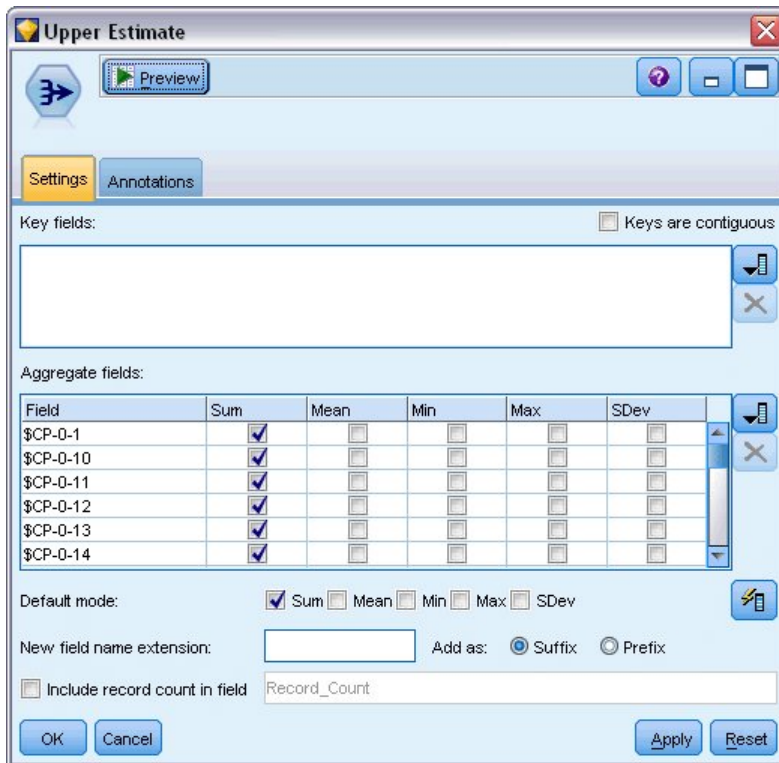 Upper Estimate
Preview
Settings Annotations
Key fields: Keys are contiguous
Aggregate fields:
Field Sum Mean Min Max SDev
$CP-0-1
$CP-0-10
$CP-0-11
$CP-0-12
$CP-0-13
$CP-0-14
Default mode: Sum Mean Min Max SDev
New field name extension: Add as: Suffix Prefix
Include record count in field Record_Count
OK Cancel Apply Reset